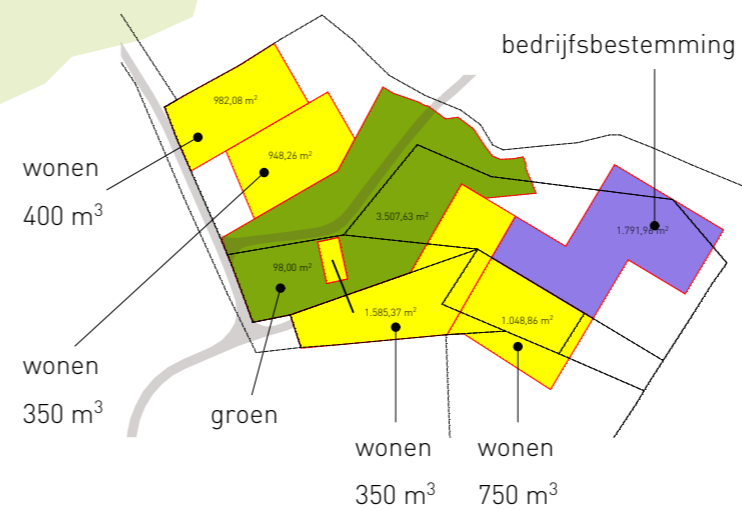 bedrijfsbestemming
982,08 m²
948,26 m²
wonen
400 m³
3.507,63 m²
1.791,96 m²
98,00 m²
1.585,37 m²
1.048,86 m²
wonen
350 m³
groen
wonen
350 m³
wonen
750 m³